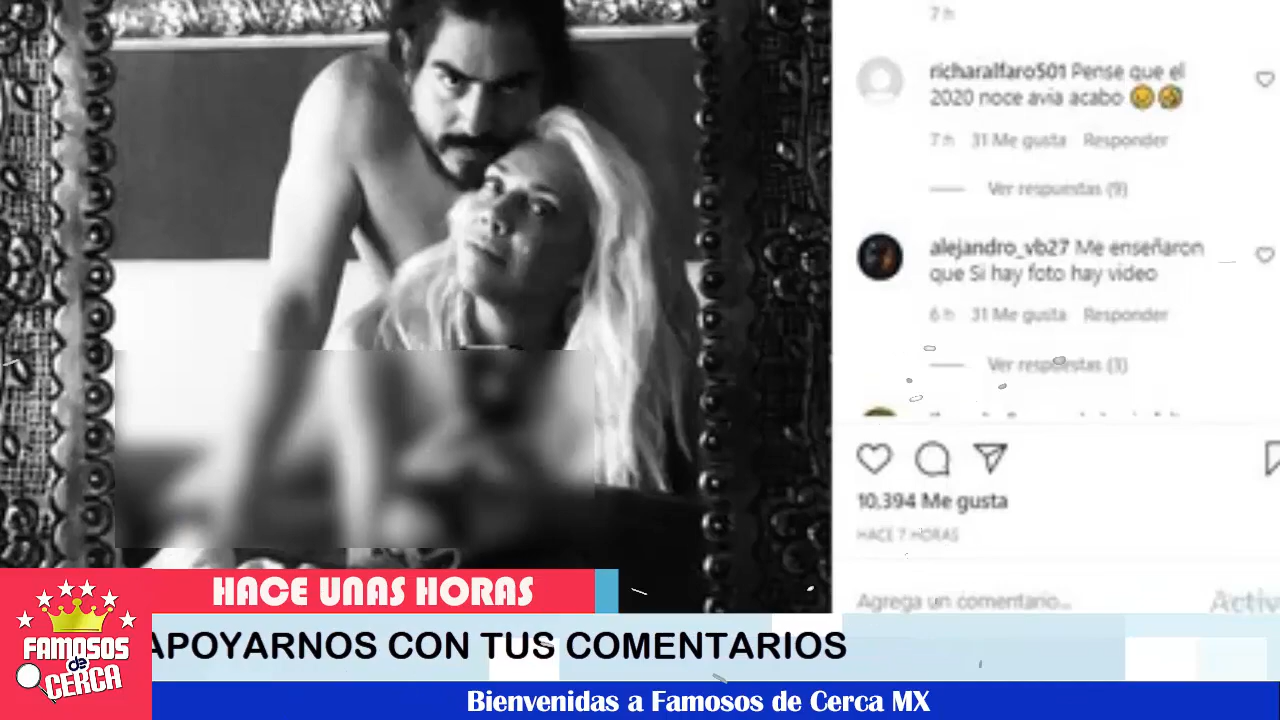 7 h
richaralfaro501 Pense que el
2020 noce avia acabo
7 h 31 Me gusta Responder
Ver respuestas (9)
alejandro_vb27 Me enseñaron
que Si hay foto hay video
6 h 31 Me gusta Responder
Ver respuestas (3)
10.394 Me gusta
HACE 7 HORAS
Agrega un comentario...
Activ
HACE UNAS HORAS
APOYARNOS CON TUS COMENTARIOS
FAMOSOS
de
CERCA
Bienvenidas a Famosos de Cerca MX